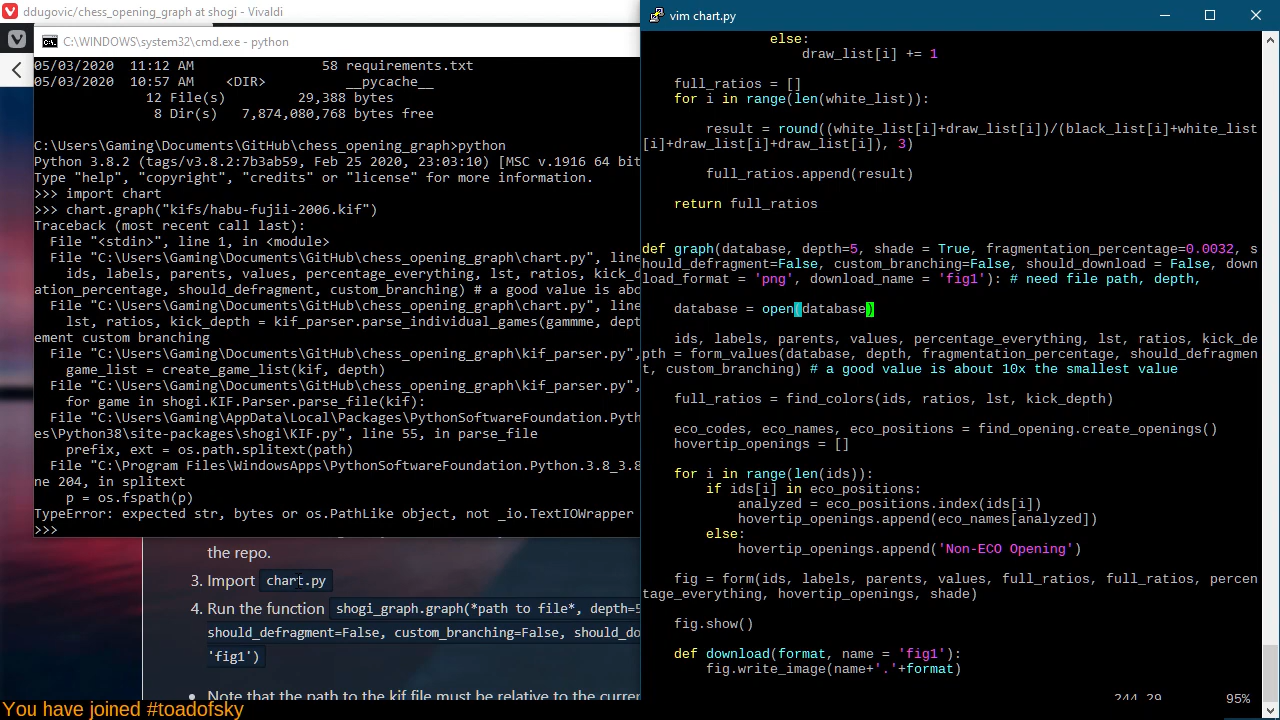 ddugovic/chess_opening_graph at shogi - Vivaldi
C:\WINDOWS\system32\cmd.exe - python
05/03/2020  11:12 AM                58 requirements.txt
05/03/2020  10:57 AM    <DIR>          __pycache__
              12 File(s)         29,388 bytes
               8 Dir(s)   7,874,080,768 bytes free
C:\Users\Gaming\Documents\GitHub\chess_opening_graph>python
Python 3.8.2 (tags/v3.8.2:7b3ab59, Feb 25 2020, 23:03:10) [MSC v.1916 64 bit
Type "help", "copyright", "credits" or "license" for more information.
>>> import chart
>>> chart.graph("kifs/habu-fujii-2006.kif")
Traceback (most recent call last):
  File "<stdin>", line 1, in <module>
  File "C:\Users\Gaming\Documents\GitHub\chess_opening_graph\chart.py", line
    ids, labels, parents, values, percentage_everything, lst, ratios, kick_d
ation_percentage, should_defragment, custom_branching) # a good value is abo
  File "C:\Users\Gaming\Documents\GitHub\chess_opening_graph\chart.py", line
    lst, ratios, kick_depth = kif_parser.parse_individual_games(gammme, dept
ement custom branching
  File "C:\Users\Gaming\Documents\GitHub\chess_opening_graph\kif_parser.py",
    game_list = create_game_list(kif, depth)
  File "C:\Users\Gaming\Documents\GitHub\chess_opening_graph\kif_parser.py",
    for game in shogi.KIF.Parser.parse_file(kif):
  File "C:\Users\Gaming\AppData\Local\Packages\PythonSoftwareFoundation.Pyth
es\Python38\site-packages\shogi\KIF.py", line 55, in parse_file
    prefix, ext = os.path.splitext(path)
  File "C:\Program Files\WindowsApps\PythonSoftwareFoundation.Python.3.8_3.8
ne 204, in splitext
    p = os.fspath(p)
TypeError: expected str, bytes or os.PathLike object, not _io.TextIOWrapper
>>>
the repo.
3. Import chart.py
4. Run the function shogi_graph.graph(*path to file*, depth=5
should_defragment=False, custom_branching=False, should_do
'fig1')
• Note that the path to the kif file must be relative to the curren
You have joined #toadofsky
vim chart.py
                else:
                    draw_list[i] += 1
    full_ratios = []
    for i in range(len(white_list)):
        result = round((white_list[i]+draw_list[i])/(black_list[i]+white_list
[i]+draw_list[i]+draw_list[i]), 3)
        full_ratios.append(result)
    return full_ratios
def graph(database, depth=5, shade = True, fragmentation_percentage=0.0032, s
hould_defragment=False, custom_branching=False, should_download = False, down
load_format = 'png', download_name = 'fig1'): # need file path, depth,
    database = open(database)
    ids, labels, parents, values, percentage_everything, lst, ratios, kick_de
pth = form_values(database, depth, fragmentation_percentage, should_defragmen
t, custom_branching) # a good value is about 10x the smallest value
    full_ratios = find_colors(ids, ratios, lst, kick_depth)
    eco_codes, eco_names, eco_positions = find_opening.create_openings()
    hovertip_openings = []
    for i in range(len(ids)):
        if ids[i] in eco_positions:
            analyzed = eco_positions.index(ids[i])
            hovertip_openings.append(eco_names[analyzed])
        else:
            hovertip_openings.append('Non-ECO Opening')
    fig = form(ids, labels, parents, values, full_ratios, full_ratios, percen
tage_everything, hovertip_openings, shade)
    fig.show()
    def download(format, name = 'fig1'):
        fig.write_image(name+'.'+format)
244,29        95%